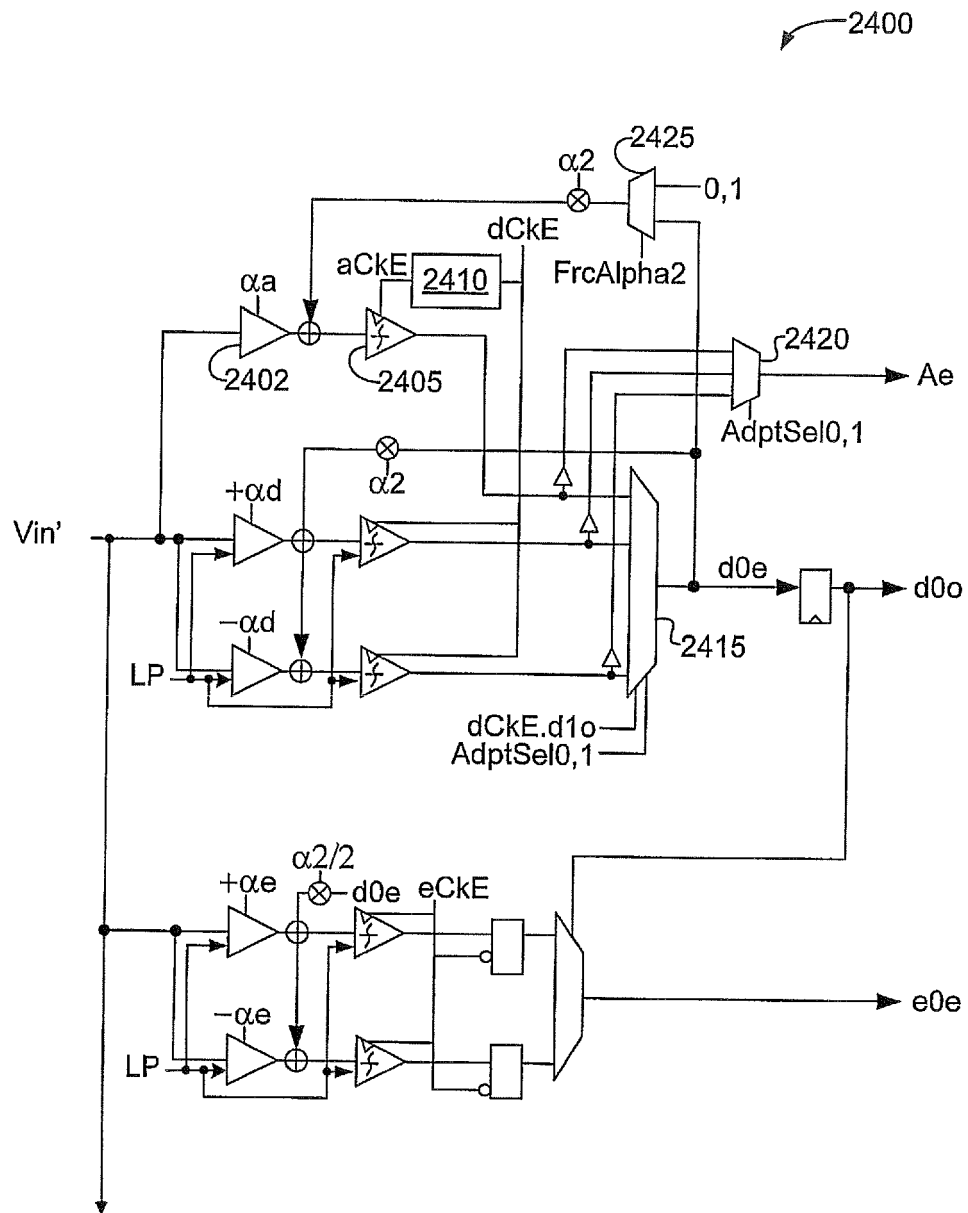 2400
2425
α2
0,1
dCkE
aCkE
2410
FrcAlpha2
αa
2420
2402
2405
Ae
AdptSel0,1
α2
+αd
Vin'
d0e
d0o
−αd
2415
LP
dCkE.d1o
AdptSel0,1
α2/2
+αe
d0e
eCkE
e0e
−αe
LP